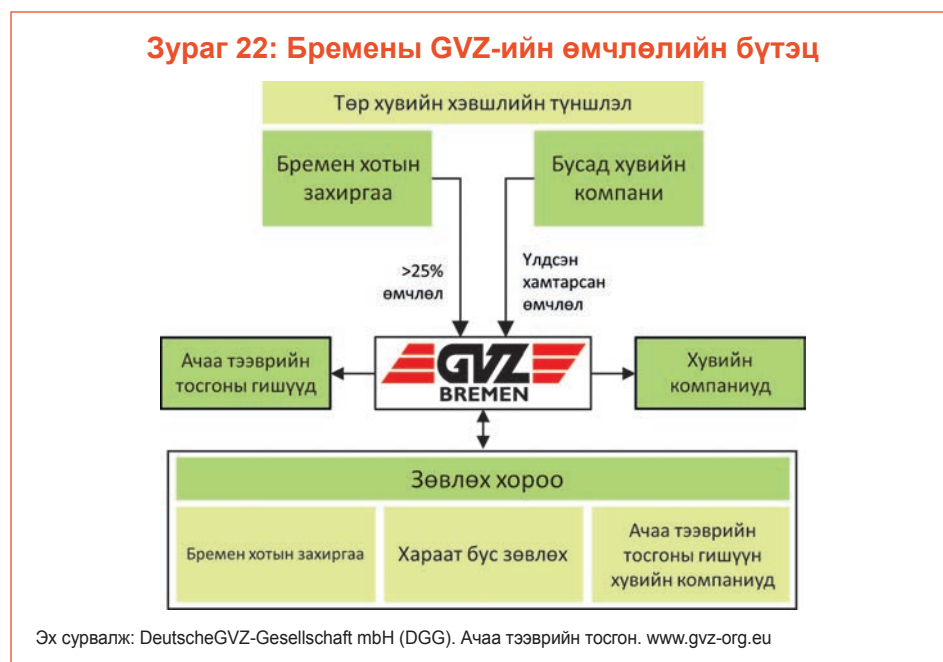 Зураг 22: Бремены GVZ-ийн өмчлөлийн бүтэц
Төр хувийн хэвшлийн түншлэл
Бремен хотын
захиргаа
Бусад хувийн
компани
>25%
өмчлөл
Үлдсэн
хамтарсан
өмчлөл
Ачаа тээврийн
тосгоны гишүүд
GVZ
BREMEN
Хувийн
компаниуд
Зөвлөх хороо
Бремен хотын захиргаа
Хараат бус зөвлөх
Ачаа тээврийн
тосгоны гишүүн
хувийн компаниуд
Эх сурвалж: DeutscheGVZ-Gesellschaft mbH (DGG). Ачаа тээврийн тосгон. www.gvz-org.eu